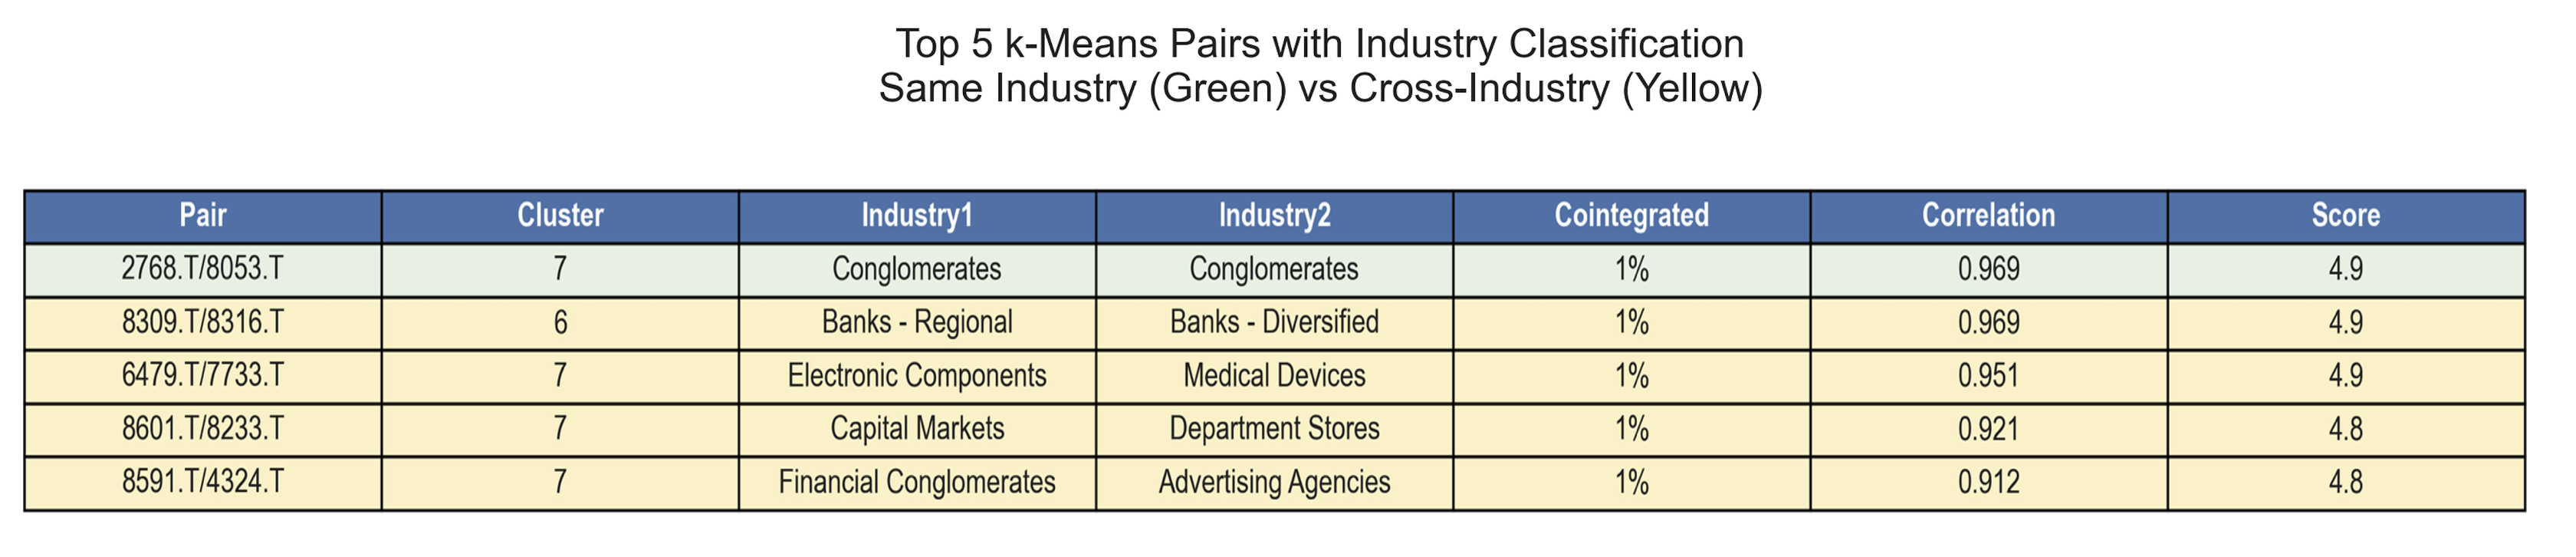 Top 5 k-Means Pairs with Industry Classification
Same Industry (Green) vs Cross-Industry (Yellow)
Pair Cluster Industry1 Industry2 Cointegrated Correlation Score
2768.T/8053.T 7 Conglomerates Conglomerates 1% 0.969 4.9
8309.T/8316.T 6 Banks - Regional Banks - Diversified 1% 0.969 4.9
6479.T/7733.T 7 Electronic Components Medical Devices 1% 0.951 4.9
8601.T/8233.T 7 Capital Markets Department Stores 1% 0.921 4.8
8591.T/4324.T 7 Financial Conglomerates Advertising Agencies 1% 0.912 4.8